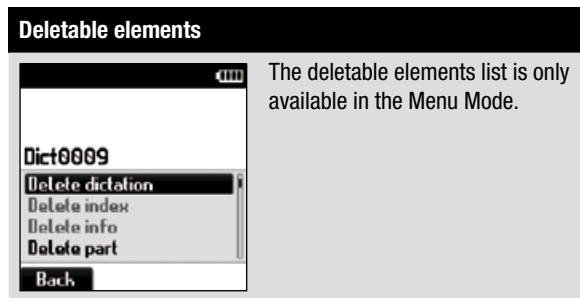 Deletable elements
The deletable elements list is only
available in the Menu Mode.
Dict0009
Delete dictation
Delete index
Delete info
Delete part
Back